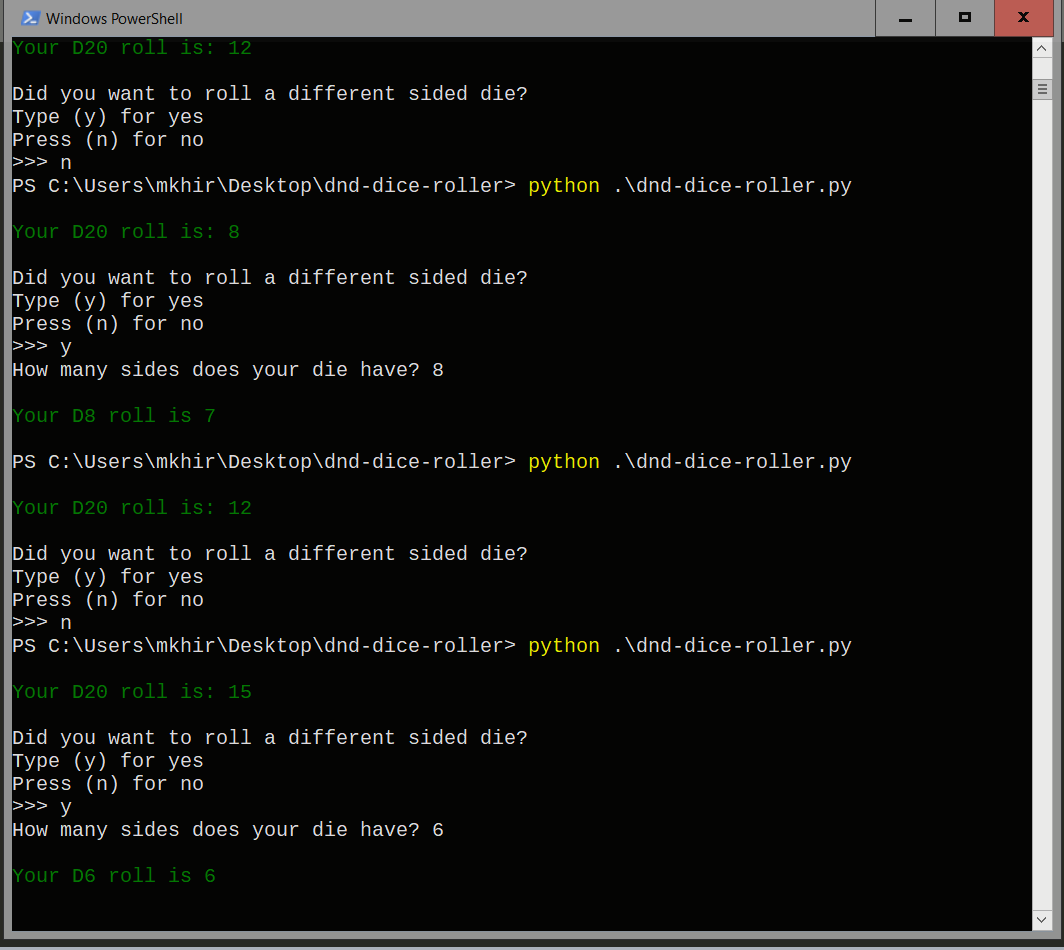 Windows PowerShell
Your D20 roll is: 12
Did you want to roll a different sided die?
Type (y) for yes
Press (n) for no
>>> n
PS C:\Users\mkhir\Desktop\dnd-dice-roller> python .\dnd-dice-roller.py
Your D20 roll is: 8
Did you want to roll a different sided die?
Type (y) for yes
Press (n) for no
>>> y
How many sides does your die have? 8
Your D8 roll is 7
PS C:\Users\mkhir\Desktop\dnd-dice-roller> python .\dnd-dice-roller.py
Your D20 roll is: 12
Did you want to roll a different sided die?
Type (y) for yes
Press (n) for no
>>> n
PS C:\Users\mkhir\Desktop\dnd-dice-roller> python .\dnd-dice-roller.py
Your D20 roll is: 15
Did you want to roll a different sided die?
Type (y) for yes
Press (n) for no
>>> y
How many sides does your die have? 6
Your D6 roll is 6